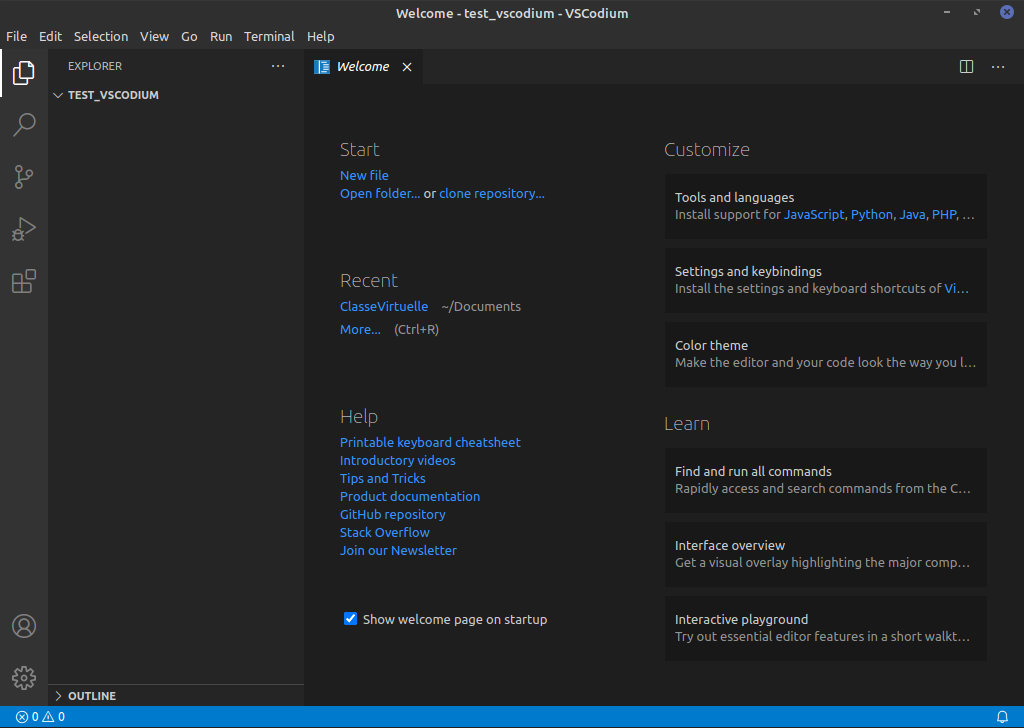 Welcome - test_vscodium - VSCodium
File Edit Selection View Go Run Terminal Help
EXPLORER
TEST_VSCODIUM
OUTLINE
Welcome
Start
New file
Open folder... or clone repository...
Recent
ClasseVirtuelle ~/Documents
More... (Ctrl+R)
Help
Printable keyboard cheatsheet
Introductory videos
Tips and Tricks
Product documentation
GitHub repository
Stack Overflow
Join our Newsletter
Show welcome page on startup
Customize
Tools and languages
Install support for JavaScript, Python, Java, PHP, ...
Settings and keybindings
Install the settings and keyboard shortcuts of Vi...
Color theme
Make the editor and your code look the way you l...
Learn
Find and run all commands
Rapidly access and search commands from the C...
Interface overview
Get a visual overlay highlighting the major comp...
Interactive playground
Try out essential editor features in a short walkt...
0 0